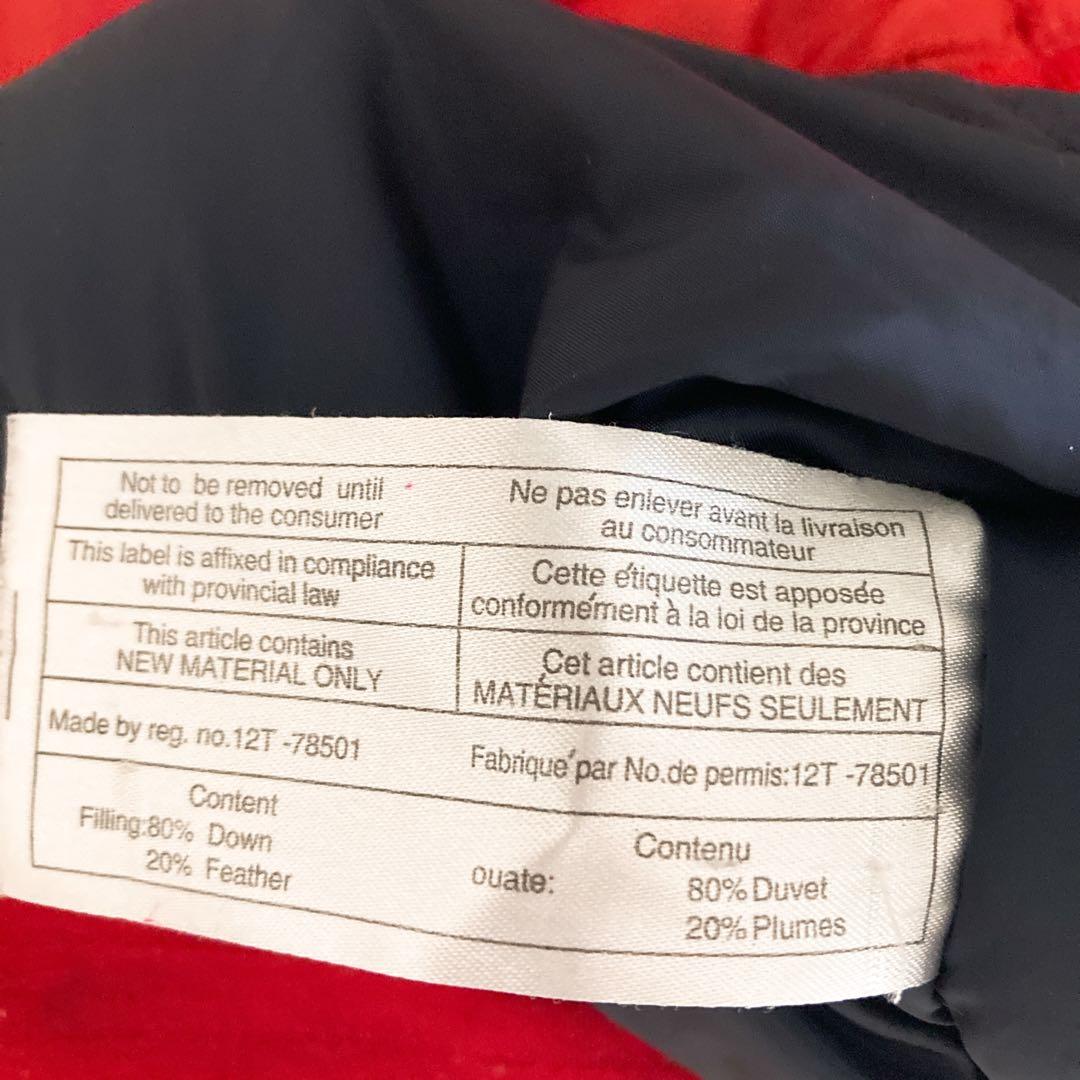 Not to be removed until
delivered to the consumer
Ne pas enlever avant la livraison
au consommateur
This label is affixed in compliance
with provincial law
Cette étiquette est apposée
conforme´ment à la loi de la province
This article contains
NEW MATERIAL ONLY
Cet article contient des
MATÉRIAUX NEUFS SEULEMENT
Made by reg. no.12T -78501
Fabrique´par No.de permis:12T -78501
Content
Filling:80% Down
20% Feather
Contenu
ouate: 80% Duvet
20% Plumes